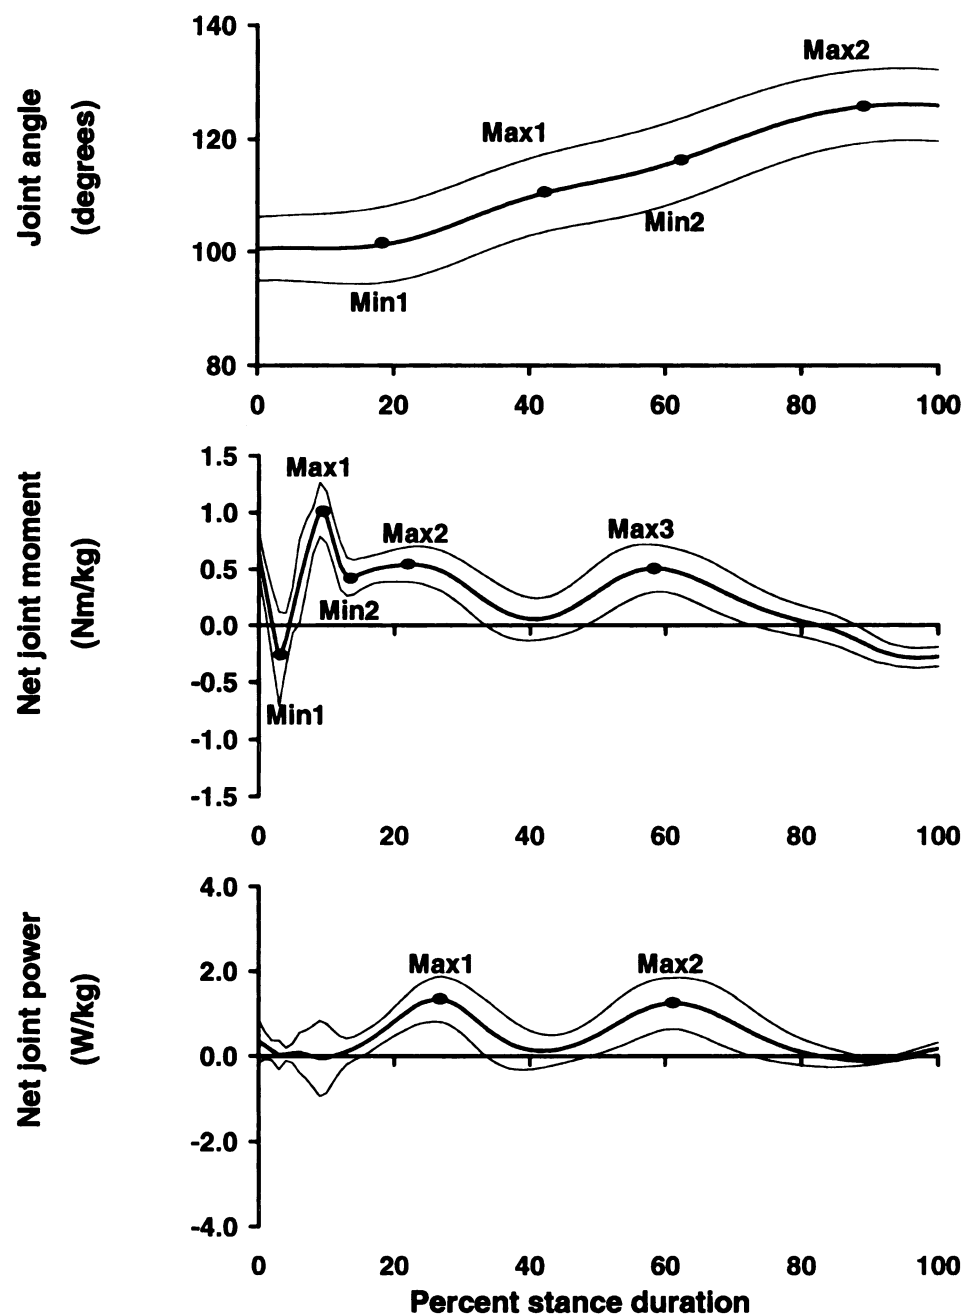 Joint angle
(degrees)
140
120
100
80
Max1
Max2
Min1
Min2
0 20 40 60 80 100
Net joint moment
(Nm/kg)
1.5
1.0
0.5
0.0
-0.5
-1.0
-1.5
Max1
Max2
Max3
Min2
Min1
0 20 40 60 80 100
Net joint power
(W/kg)
4.0
2.0
0.0
-2.0
-4.0
Max1
Max2
0 20 40 60 80 100
Percent stance duration